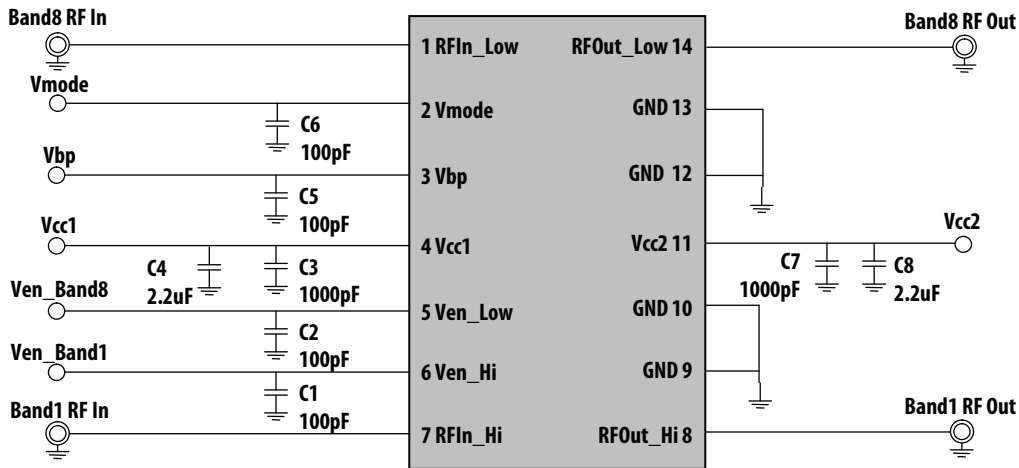 Band8 RF In
Vmode
C6
100pF
Vbp
C5
100pF
Vcc1
C4
2.2uF
C3
1000pF
Ven_Band8
C2
100pF
Ven_Band1
C1
100pF
Band1 RF In
1 RFIn_Low
2 Vmode
3 Vbp
4 Vcc1
5 Ven_Low
6 Ven_Hi
7 RFIn_Hi
RFOut_Low 14
GND 13
GND 12
Vcc2 11
GND 10
GND 9
RFOut_Hi 8
Band8 RF Out
Vcc2
C7
1000pF
C8
2.2uF
Band1 RF Out